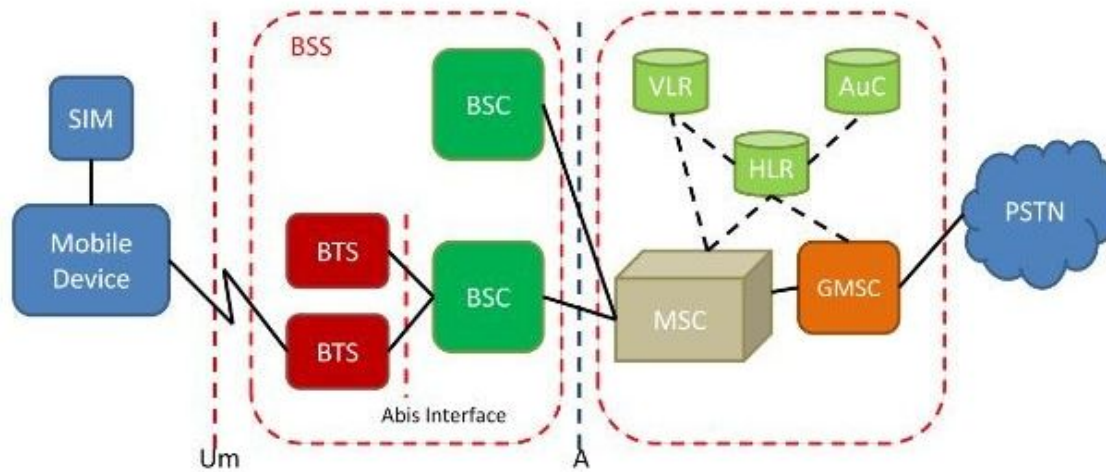 BSS
SIM
Mobile
Device
BTS
BTS
BSC
BSC
Abis Interface
Um
A
VLR
AuC
HLR
MSC
GMSC
PSTN